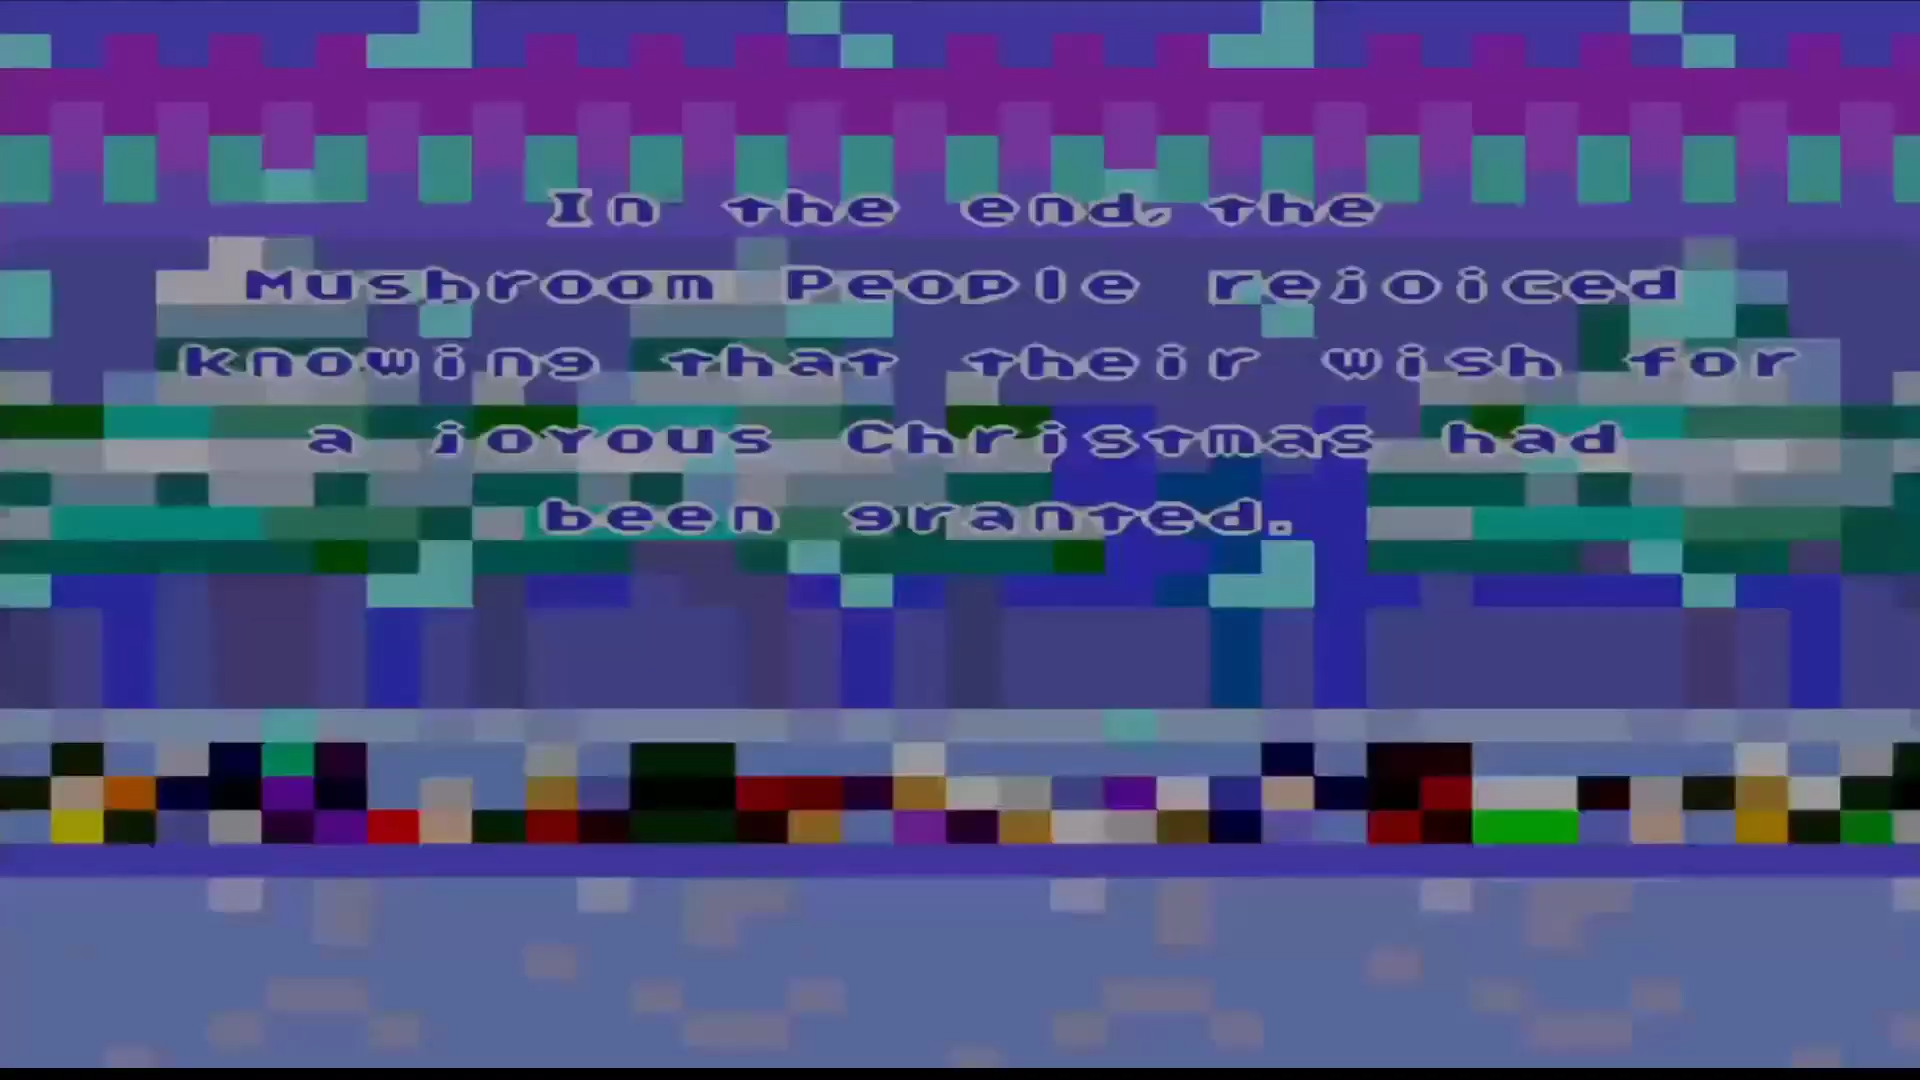 In the end, the
Mushroom People rejoiced
knowing that their wish for
a joyous Christmas had
been granted.